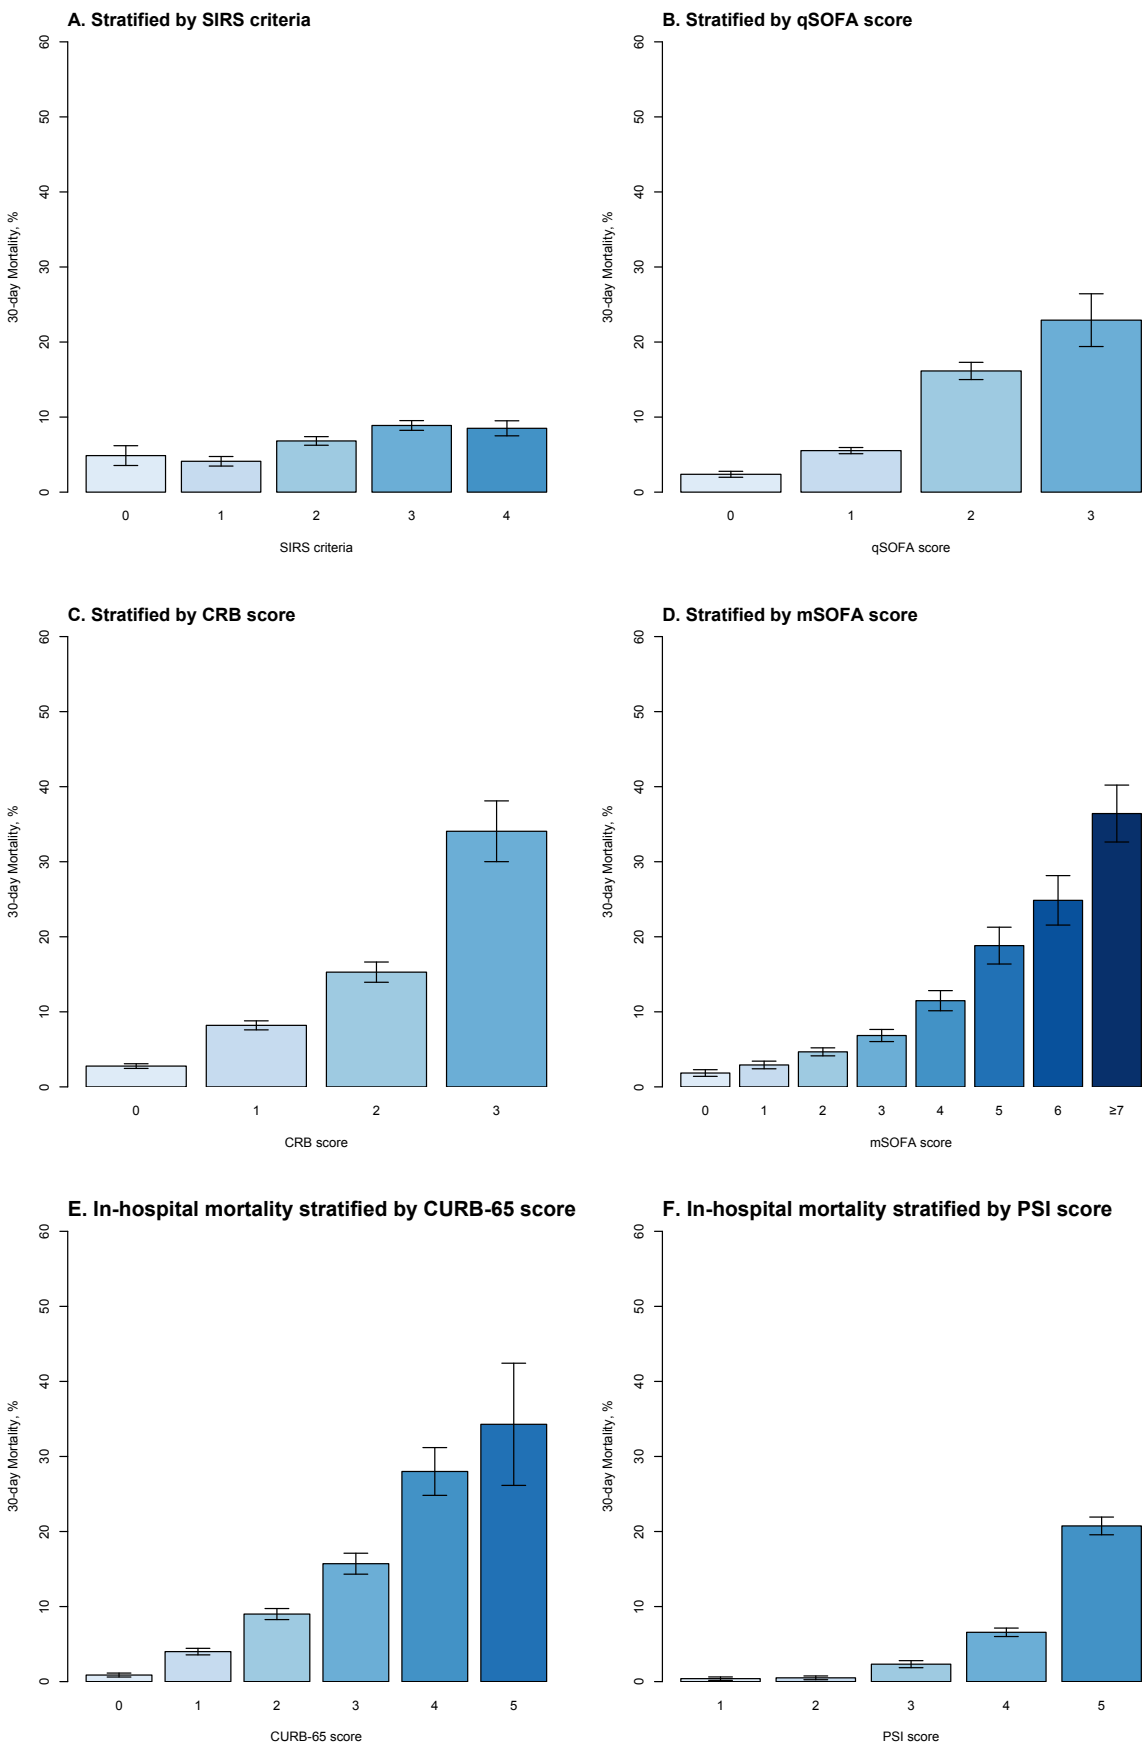 A. Stratified by SIRS criteria
60
50
40
30
20
10
0
30-day Mortality, %
0 1 2 3 4
SIRS criteria
B. Stratified by qSOFA score
60
50
40
30
20
10
0
30-day Mortality, %
0 1 2 3
qSOFA score
C. Stratified by CRB score
60
50
40
30
20
10
0
30-day Mortality, %
0 1 2 3
CRB score
D. Stratified by mSOFA score
60
50
40
30
20
10
0
30-day Mortality, %
0 1 2 3 4 5 6 ≥7
mSOFA score
E. In-hospital mortality stratified by CURB-65 score
60
50
40
30
20
10
0
30-day Mortality, %
0 1 2 3 4 5
CURB-65 score
F. In-hospital mortality stratified by PSI score
60
50
40
30
20
10
0
30-day Mortality, %
1 2 3 4 5
PSI score